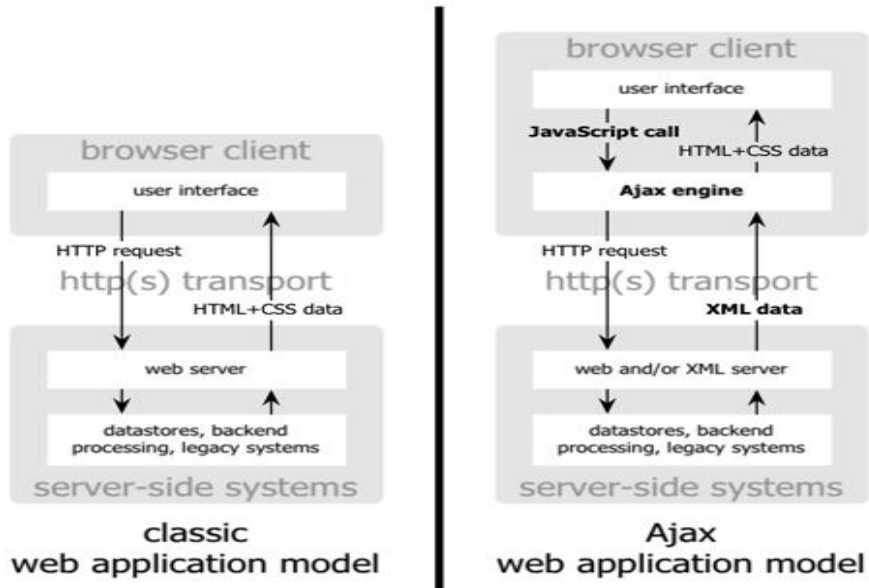 browser client
user interface
HTTP request
http(s) transport
HTML+CSS data
web server
datastores, backend
processing, legacy systems
server-side systems
classic
web application model
browser client
user interface
JavaScript call
HTML+CSS data
Ajax engine
HTTP request
http(s) transport
XML data
web and/or XML server
datastores, backend
processing, legacy systems
server-side systems
Ajax
web application model